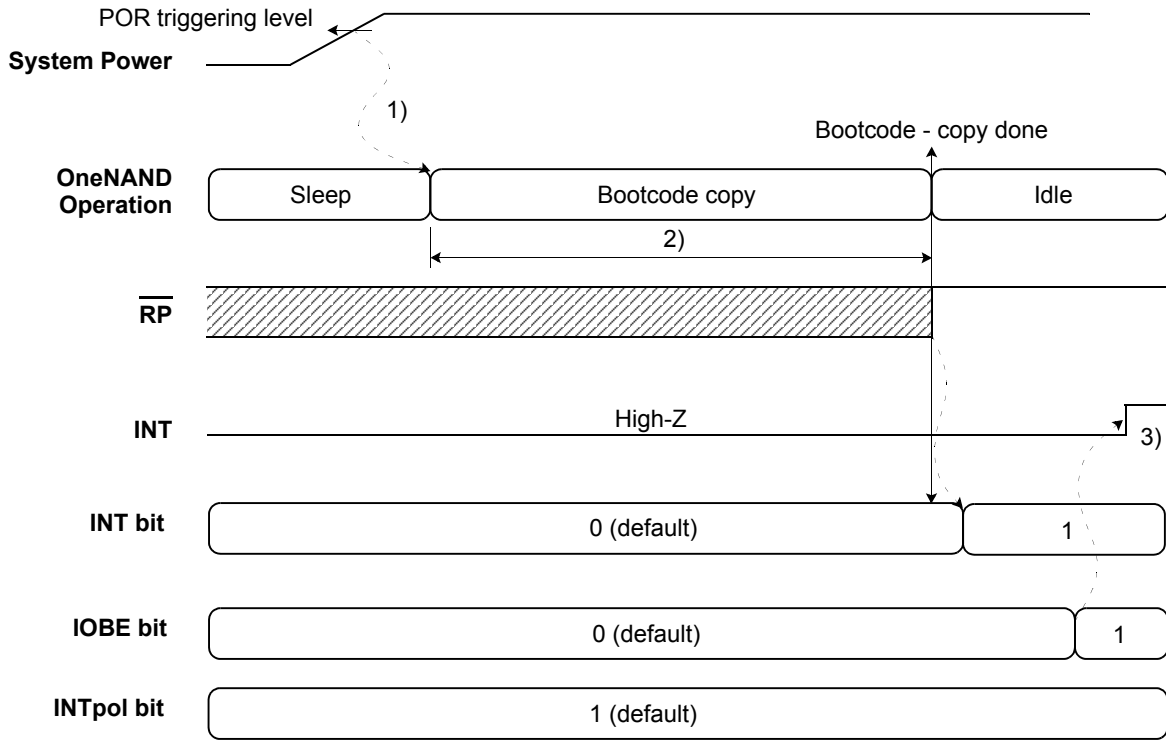 POR triggering level
System Power
1)
Bootcode - copy done
OneNAND
Operation
Sleep
Bootcode copy
Idle
2)
RP
High-Z
INT
3)
INT bit
0 (default)
1
IOBE bit
0 (default)
1
INTpol bit
1 (default)